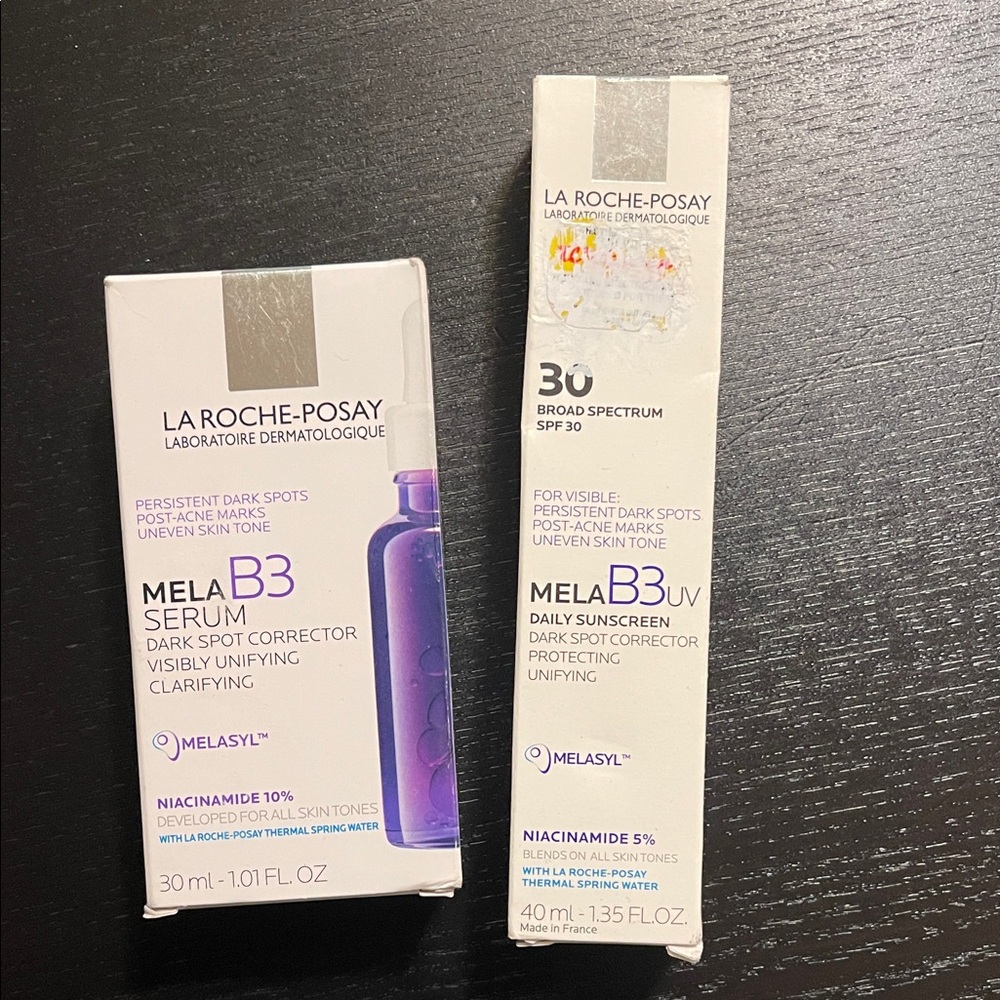 LA ROCHE-POSAY
LABORATOIRE DERMATOLOGIQUE
PERSISTENT DARK SPOTS
POST-ACNE MARKS
UNEVEN SKIN TONE
MELA B3
SERUM
DARK SPOT CORRECTOR
VISIBLY UNIFYING
CLARIFYING
MELASYL™
NIACINAMIDE 10%
DEVELOPED FOR ALL SKIN TONES
WITH LA ROCHE-POSAY THERMAL SPRING WATER
30 ml - 1.01 FL. OZ
LA ROCHE-POSAY
LABORATOIRE DERMATOLOGIQUE
30
BROAD SPECTRUM
SPF 30
FOR VISIBLE:
PERSISTENT DARK SPOTS
POST-ACNE MARKS
UNEVEN SKIN TONE
MELA B3 UV
DAILY SUNSCREEN
DARK SPOT CORRECTOR
PROTECTING
UNIFYING
MELASYL™
NIACINAMIDE 5%
BLENDS ON ALL SKIN TONES
WITH LA ROCHE-POSAY
THERMAL SPRING WATER
40 ml - 1.35 FL.OZ.
Made in France